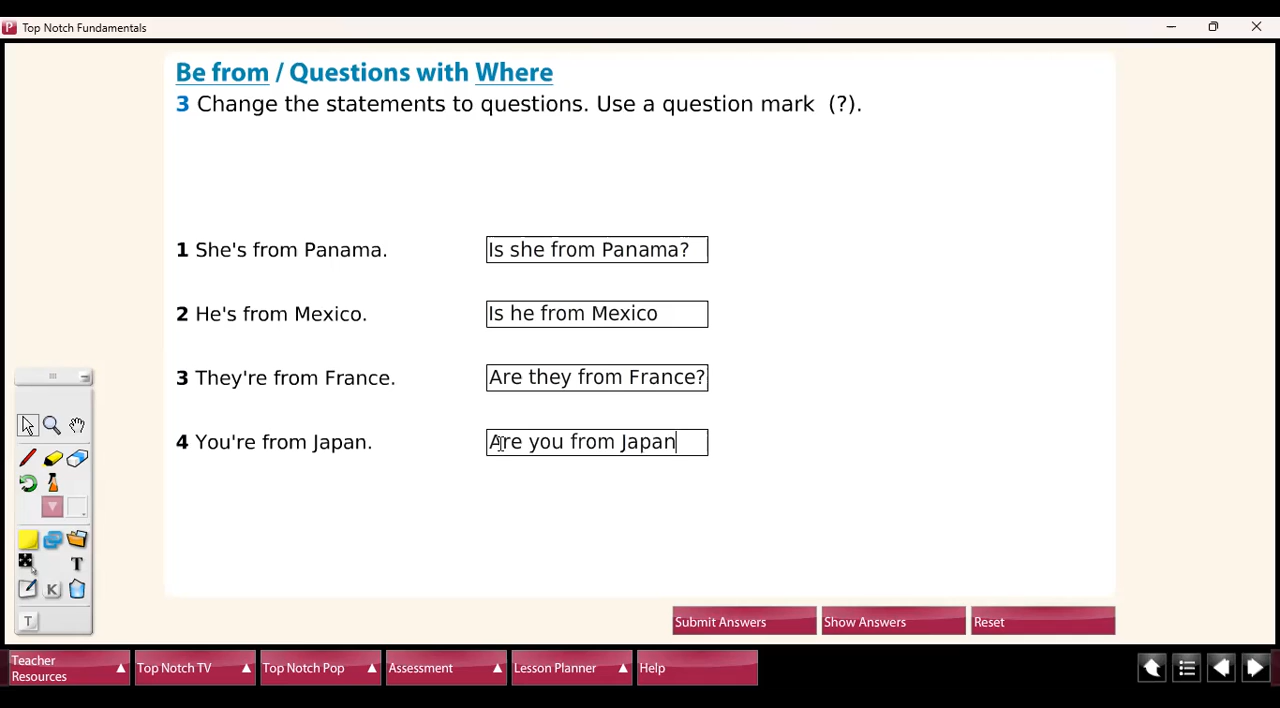 Top Notch Fundamentals
Be from / Questions with Where
3 Change the statements to questions. Use a question mark (?).
1 She's from Panama. Is she from Panama?
2 He's from Mexico. Is he from Mexico
3 They're from France. Are they from France?
4 You're from Japan. Are you from Japan
T
K
T
Submit Answers Show Answers Reset
Teacher Resources Top Notch TV Top Notch Pop Assessment Lesson Planner Help